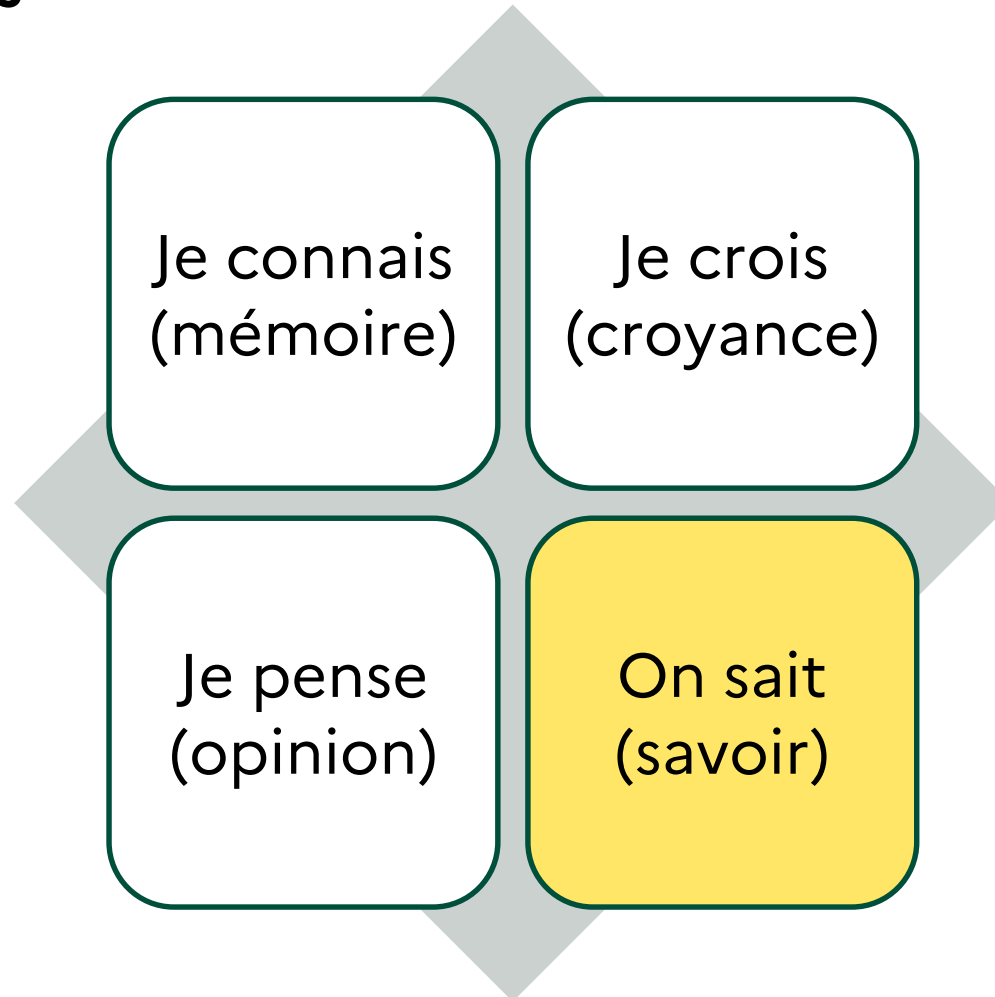 Je connais
(mémoire)
Je crois
(croyance)
Je pense
(opinion)
On sait
(savoir)